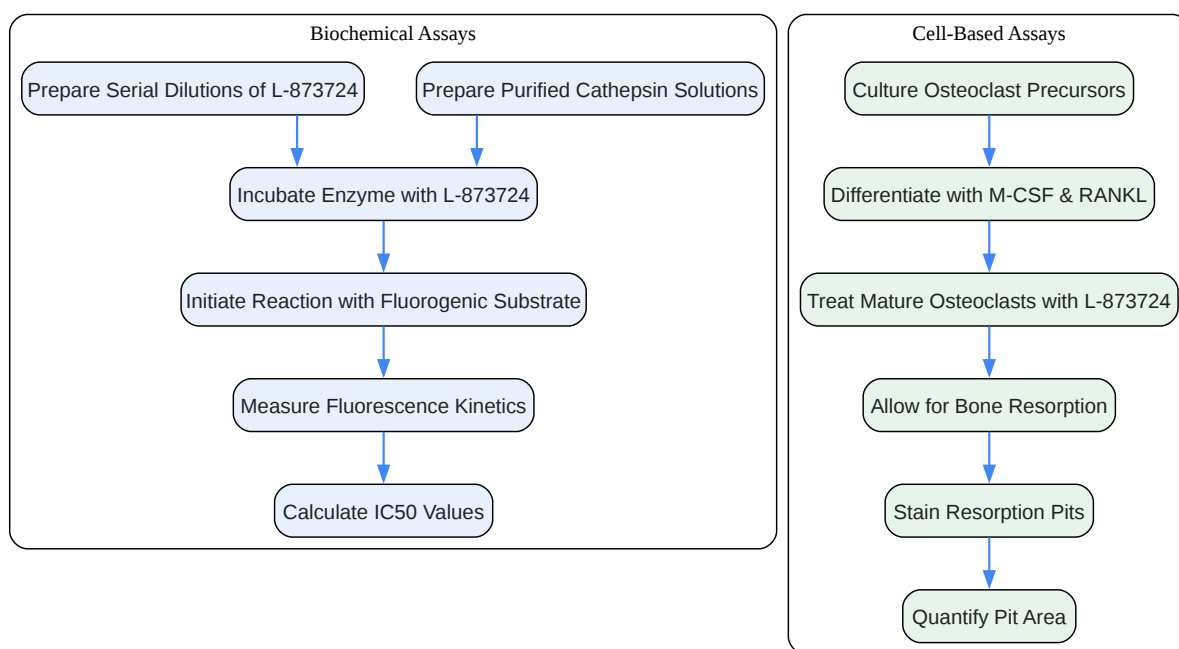 Biochemical Assays
Prepare Serial Dilutions of L-873724
Prepare Purified Cathepsin Solutions
Incubate Enzyme with L-873724
Initiate Reaction with Fluorogenic Substrate
Measure Fluorescence Kinetics
Calculate IC50 Values
Cell-Based Assays
Culture Osteoclast Precursors
Differentiate with M-CSF & RANKL
Treat Mature Osteoclasts with L-873724
Allow for Bone Resorption
Stain Resorption Pits
Quantify Pit Area